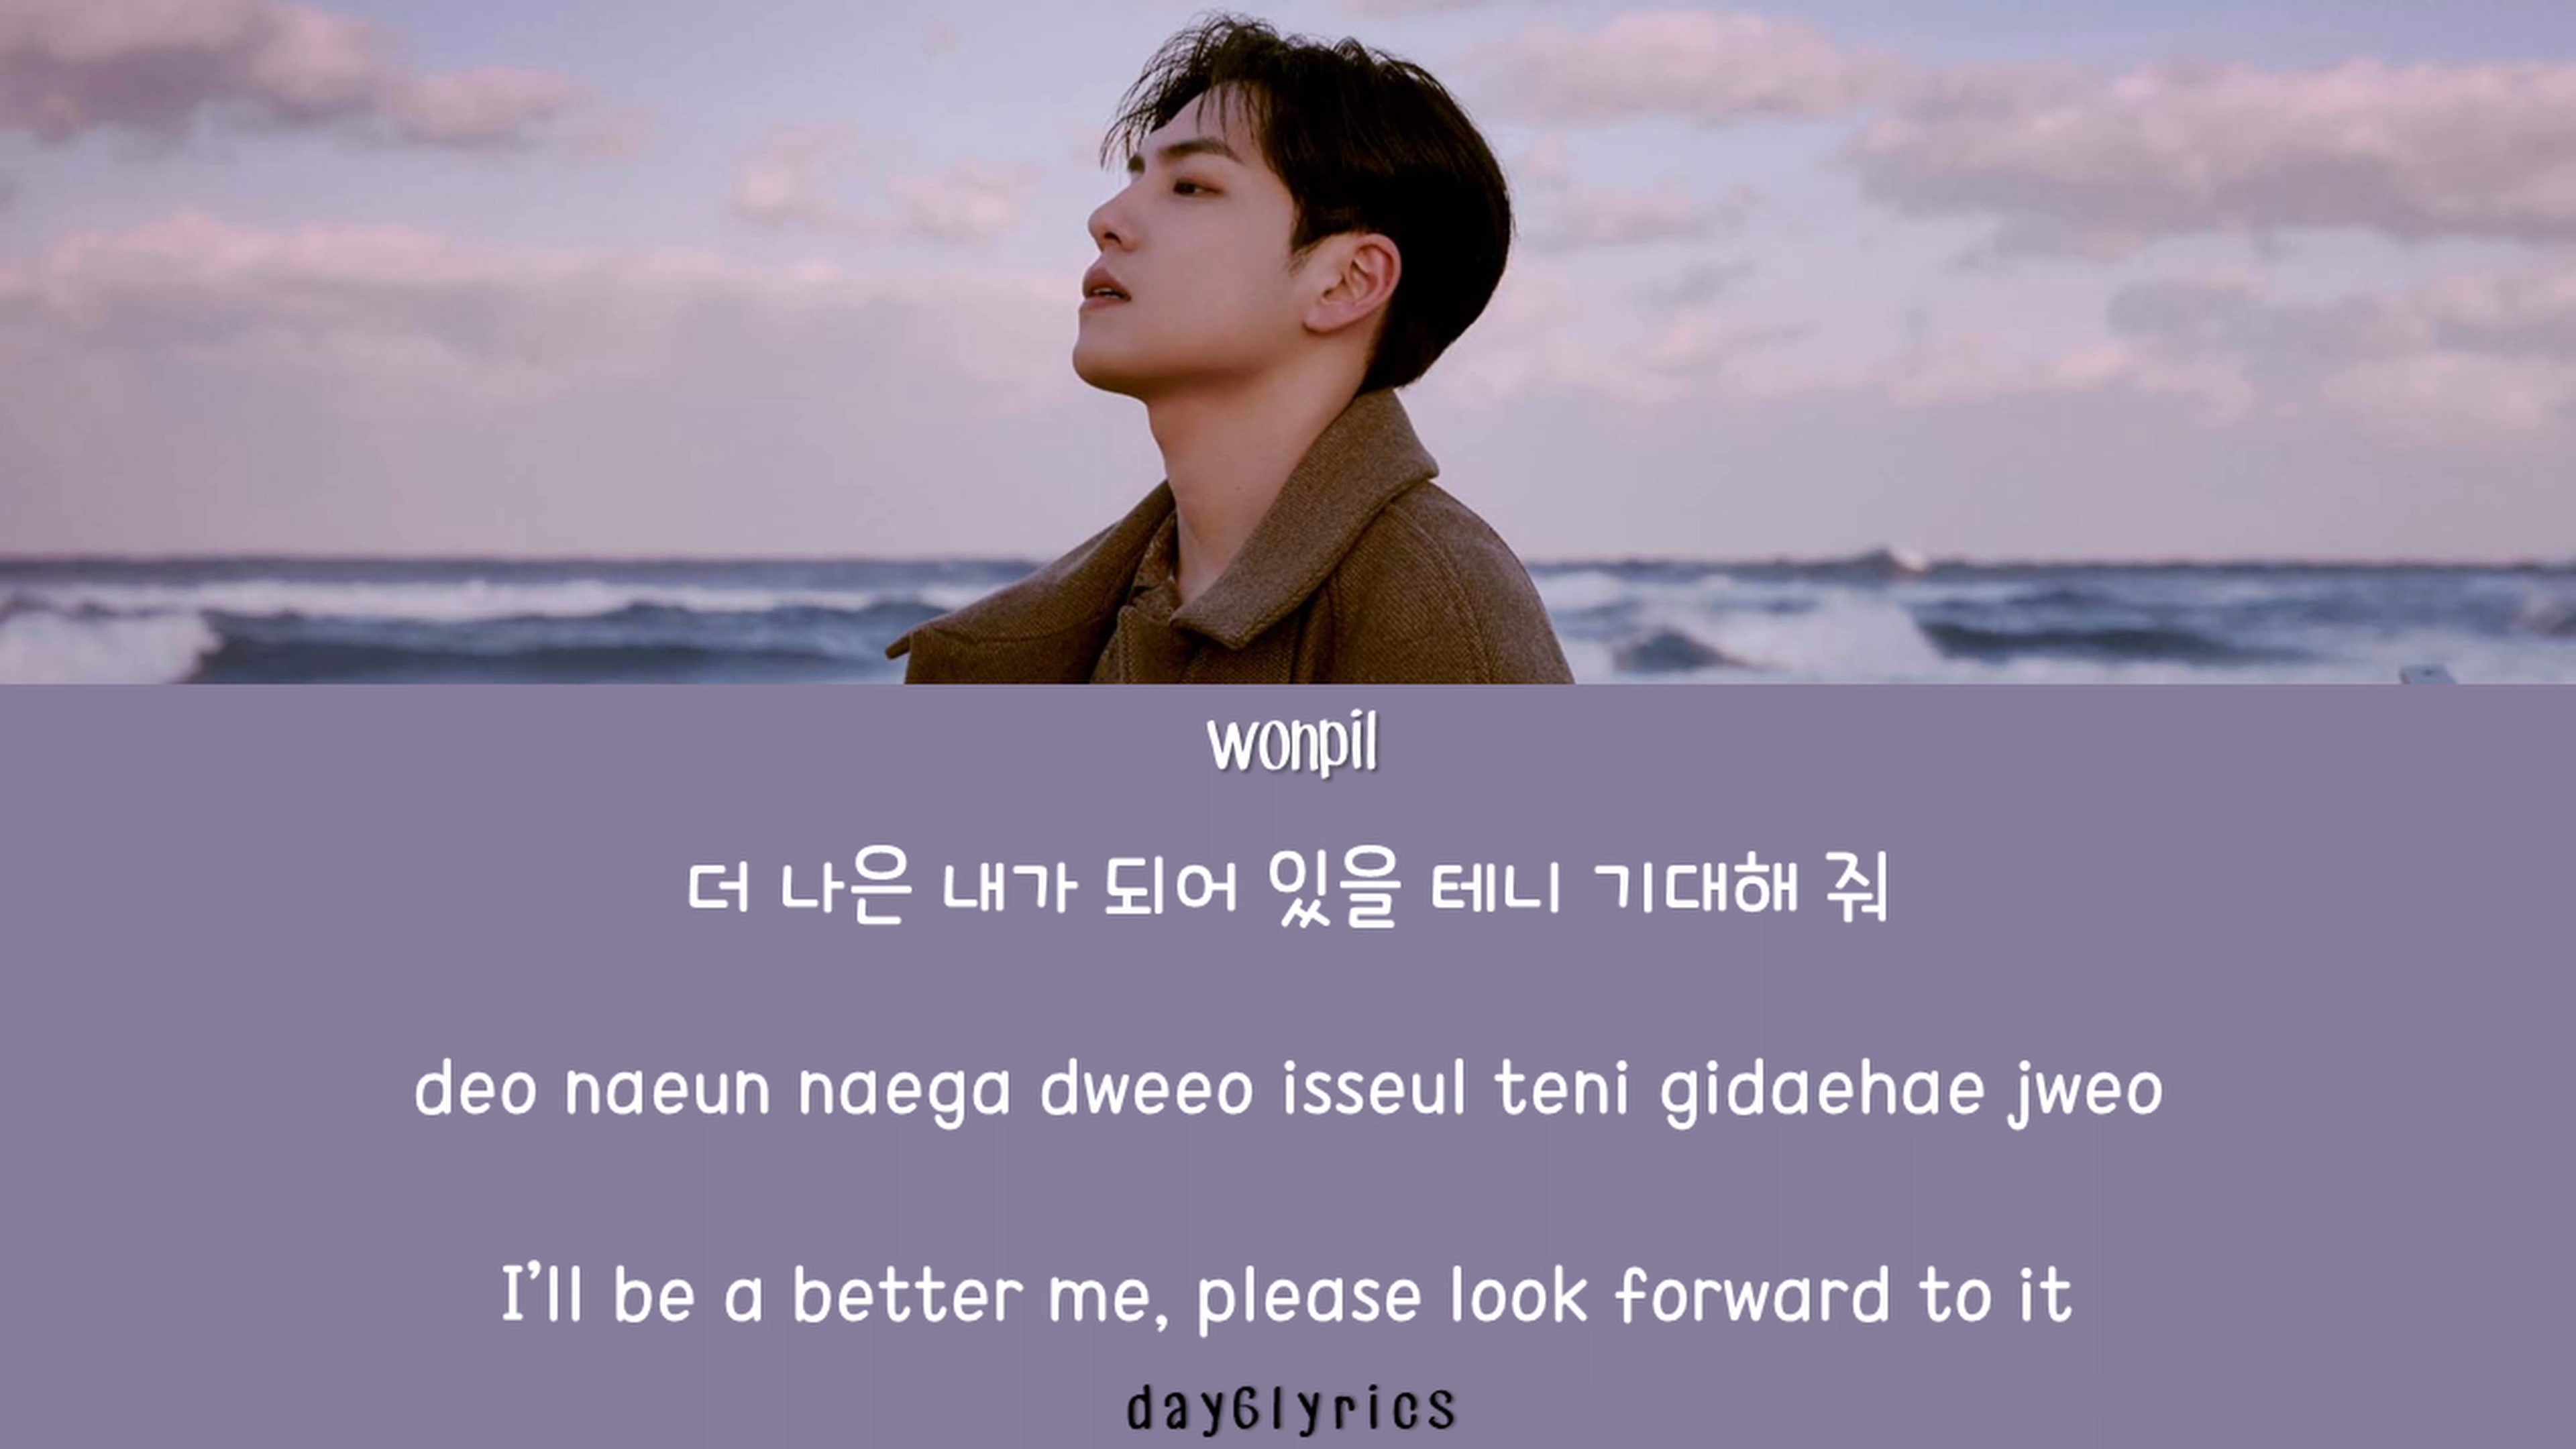 wonpil
더 나은 내가 되어 있을 테니 기대해 줘
deo naeun naega dweeo isseul teni gidaehae jweo
I'll be a better me, please look forward to it
day6lyrics